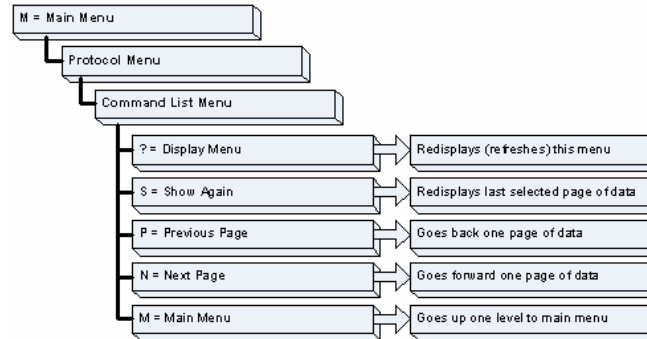 M = Main Menu
Protocol Menu
Command List Menu
? = Display Menu
Redisplays (refreshes) this menu
S = Show Again
Redisplays last selected page of data
P = Previous Page
Goes back one page of data
N = Next Page
Goes forward one page of data
M = Main Menu
Goes up one level to main menu